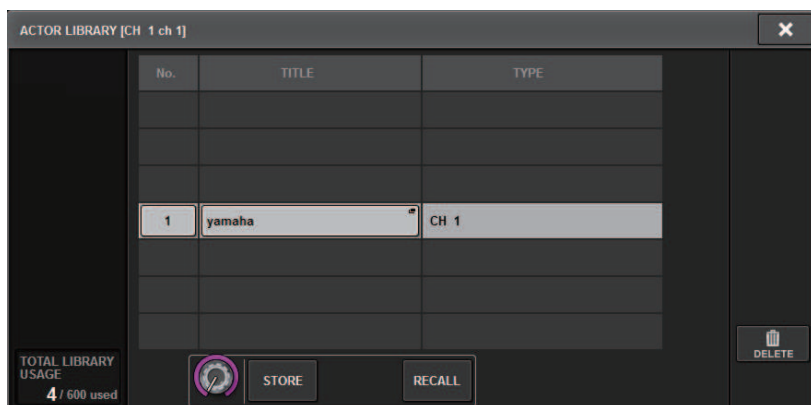 ACTOR LIBRARY [CH 1 ch 1]
No. TITLE TYPE
1 yamaha CH 1
TOTAL LIBRARY
USAGE
4 / 600 used
STORE RECALL
DELETE